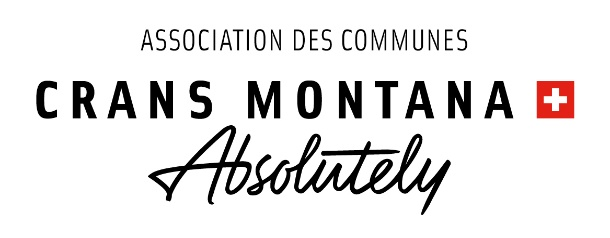 ASSOCIATION DES COMMUNES
CRANS MONTANA
Absolutely